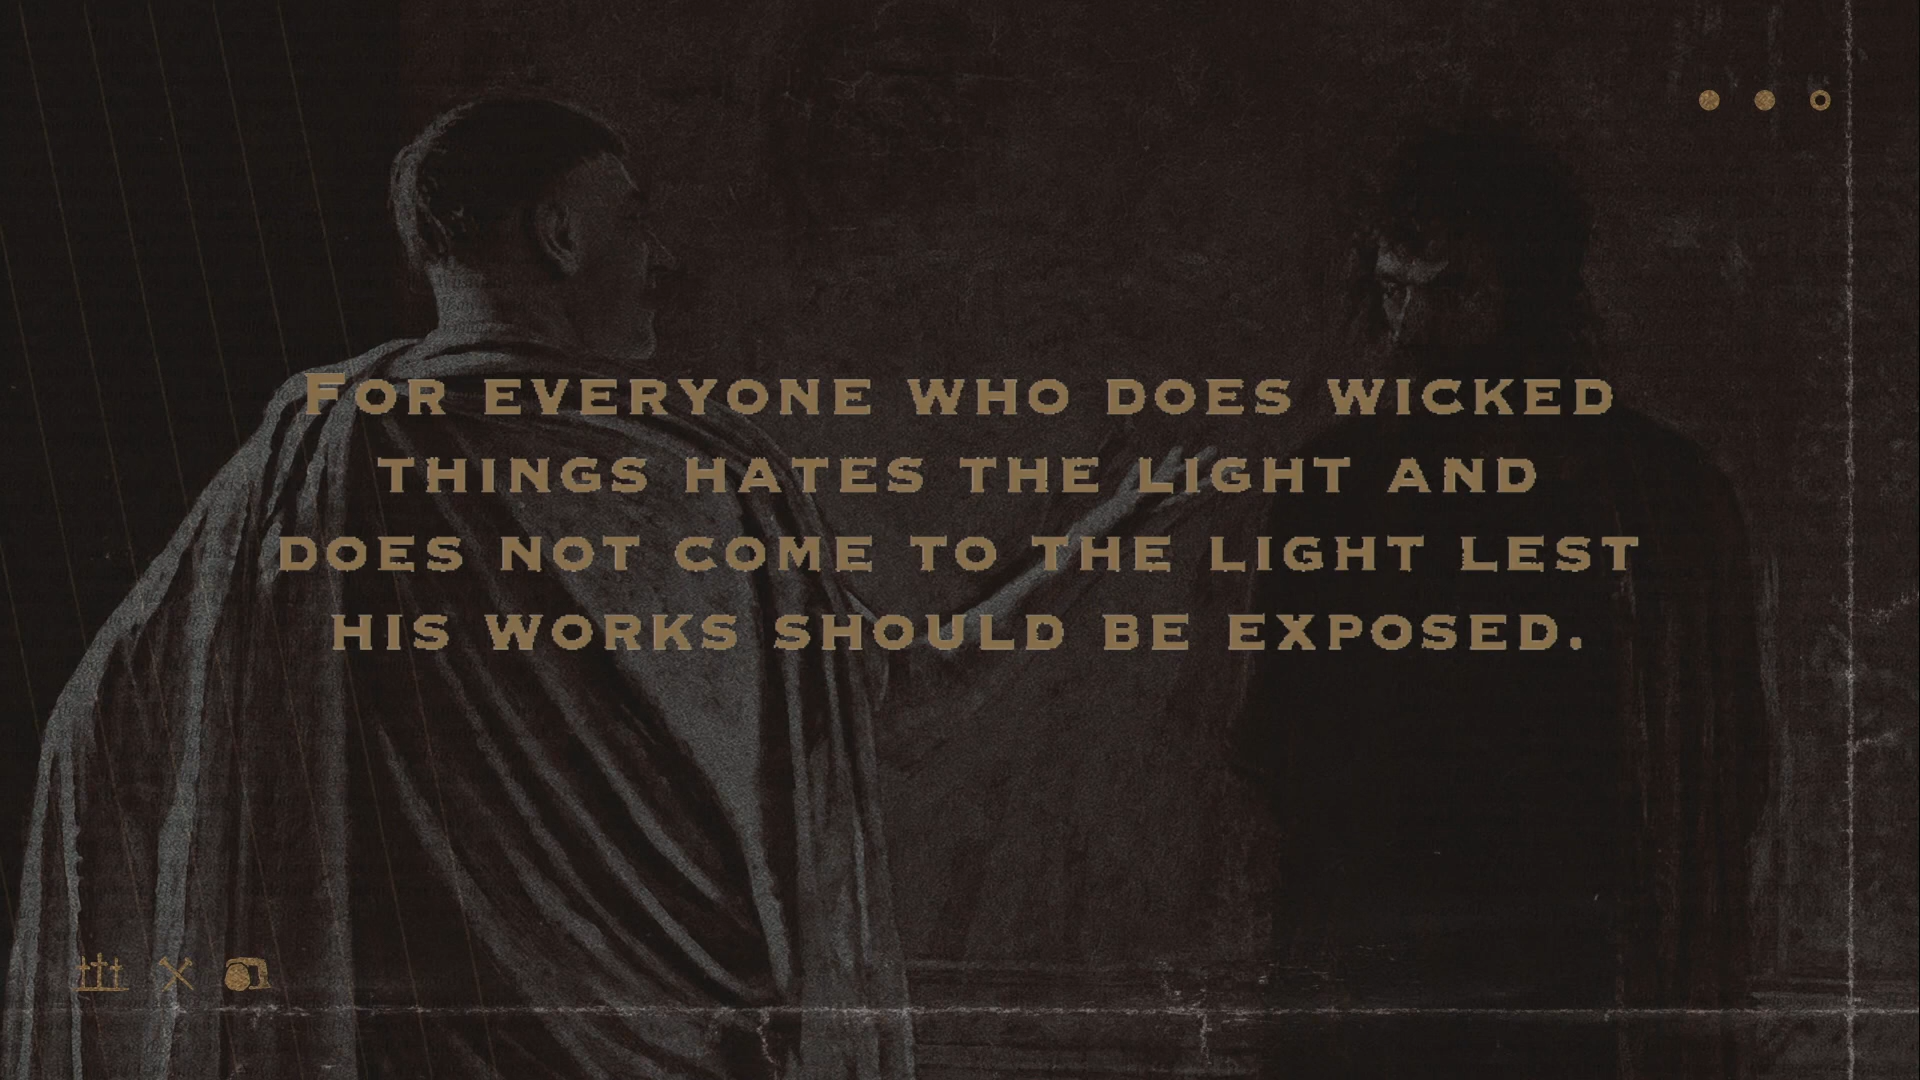 For everyone who does wicked
things hates the light and
does not come to the light lest
his works should be exposed.